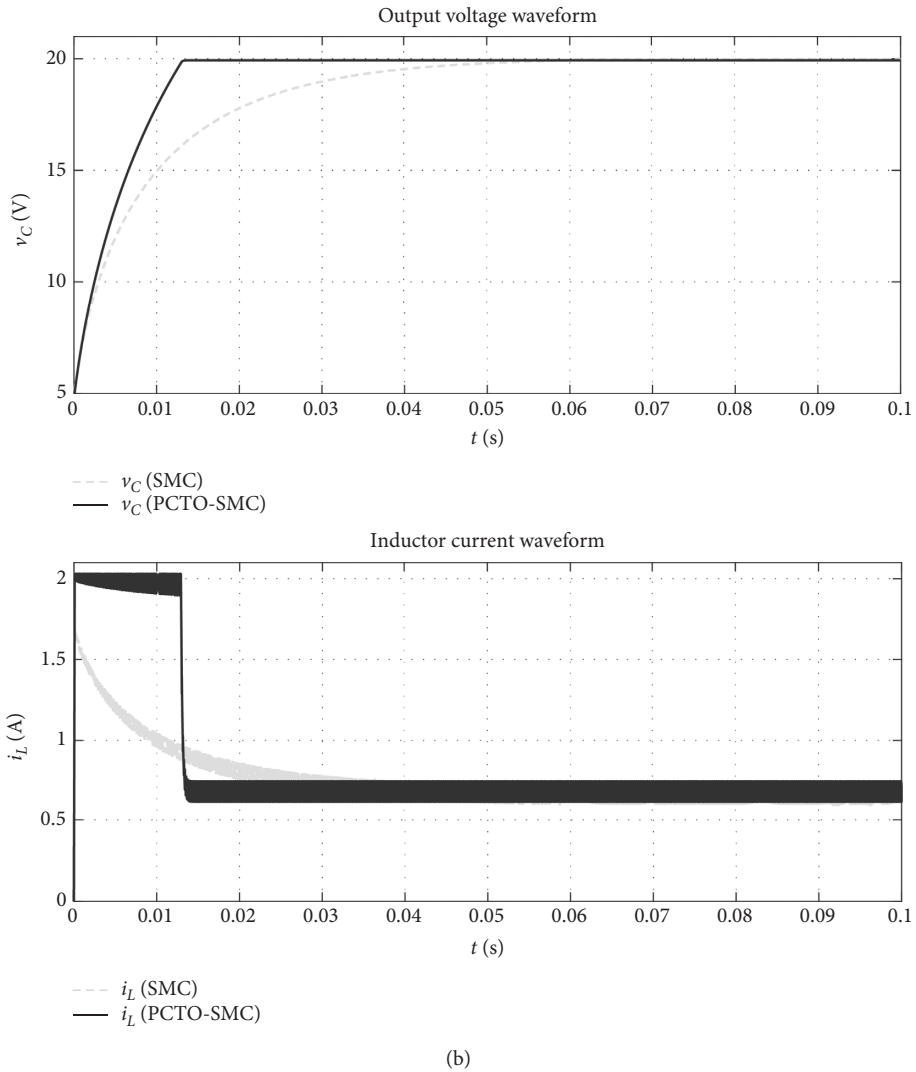 Output voltage waveform
20
15
10
5
v_C (V)
0 0.01 0.02 0.03 0.04 0.05 0.06 0.07 0.08 0.09 0.1
t (s)
v_C (SMC)
v_C (PCTO-SMC)
Inductor current waveform
2
1.5
1
0.5
0
i_L (A)
0 0.01 0.02 0.03 0.04 0.05 0.06 0.07 0.08 0.09 0.1
t (s)
i_L (SMC)
i_L (PCTO-SMC)
(b)